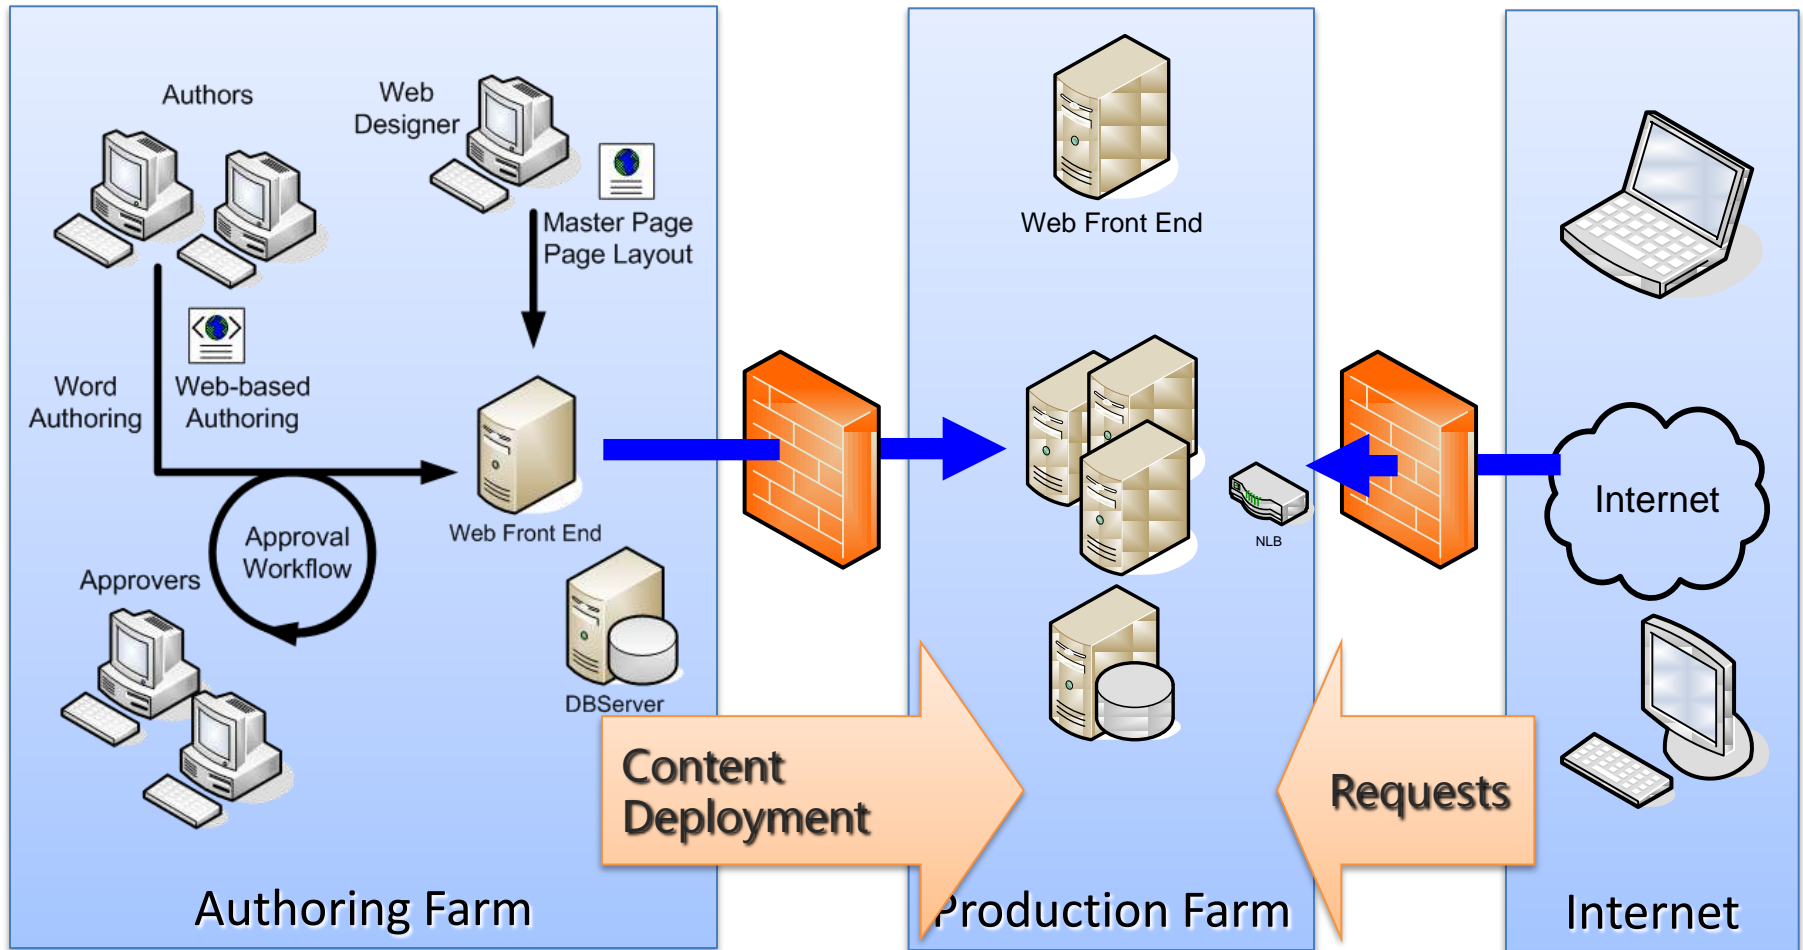 Authors
Web
Designer
Master Page
Page Layout
Word
Authoring
Web-based
Authoring
Web Front End
Approval
Workflow
Approvers
DBServer
Content
Deployment
Authoring Farm
Web Front End
NLB
Production Farm
Internet
Requests
Internet